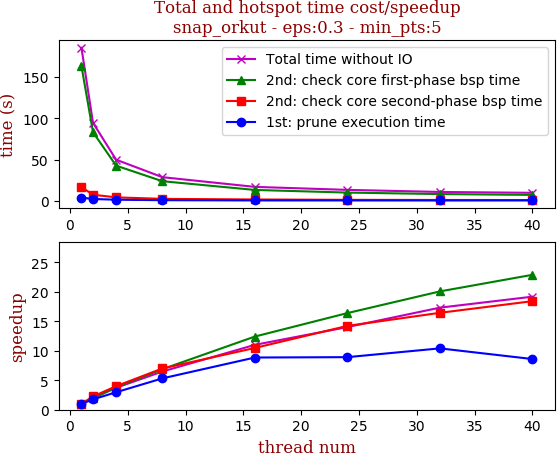 Total and hotspot time cost/speedup
snap_orkut - eps:0.3 - min_pts:5
time (s)
150
100
50
0
Total time without IO
2nd: check core first-phase bsp time
2nd: check core second-phase bsp time
1st: prune execution time
0 5 10 15 20 25 30 35 40
speedup
25
20
15
10
5
0
0 5 10 15 20 25 30 35 40
thread num